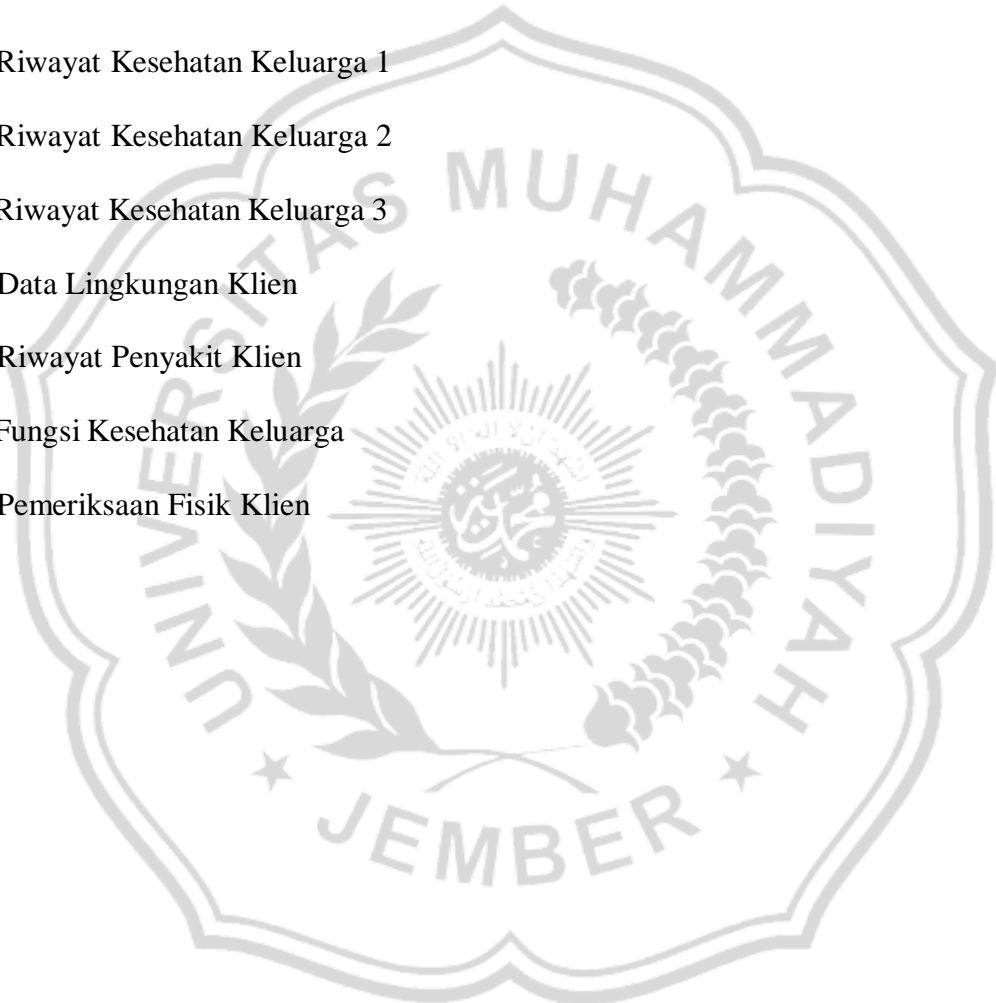 Riwayat Kesehatan Keluarga 1
Riwayat Kesehatan Keluarga 2
Riwayat Kesehatan Keluarga 3
Data Lingkungan Klien
Riwayat Penyakit Klien
Fungsi Kesehatan Keluarga
Pemeriksaan Fisik Klien
UNIVERSITAS MUHAMMADIYAH
JEMBER